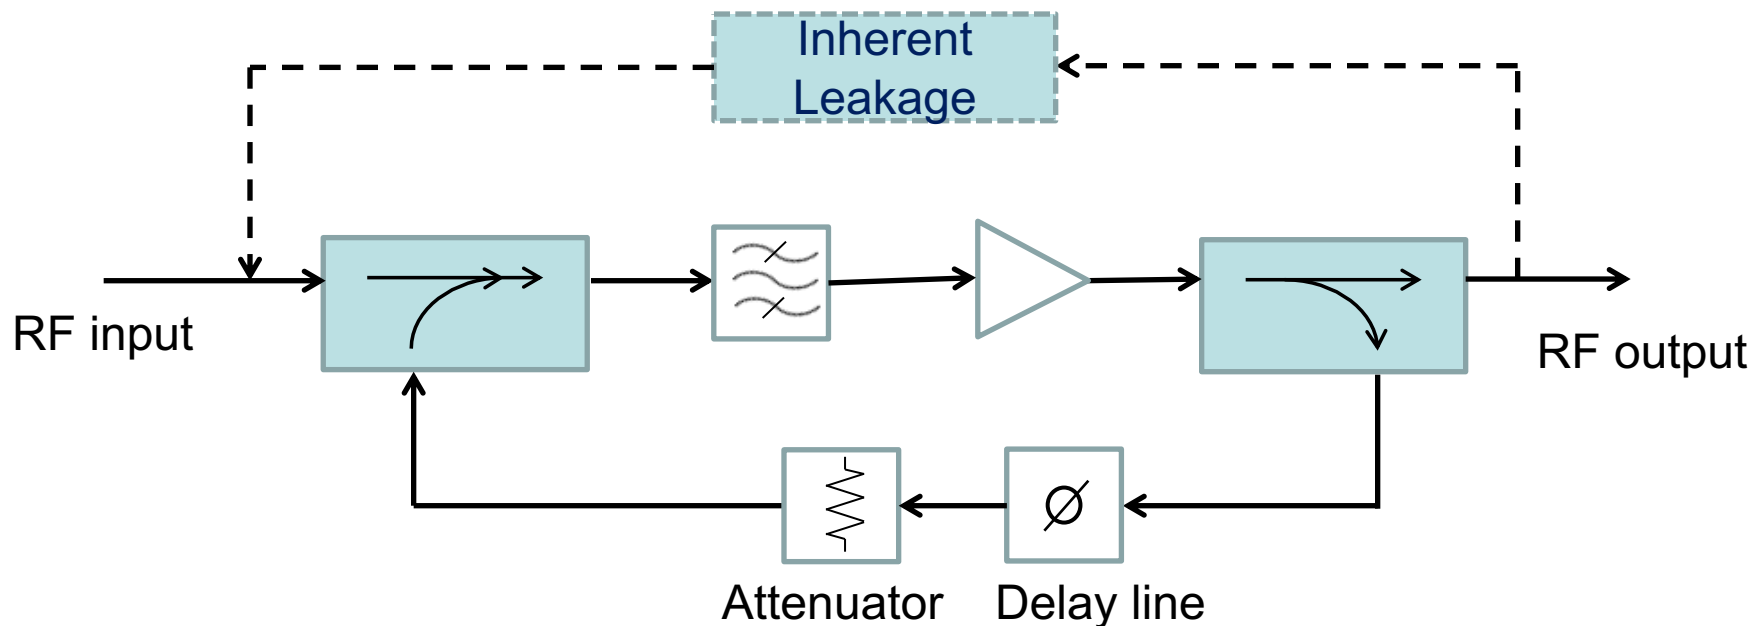 Inherent
Leakage
RF input
RF output
Attenuator
Delay line